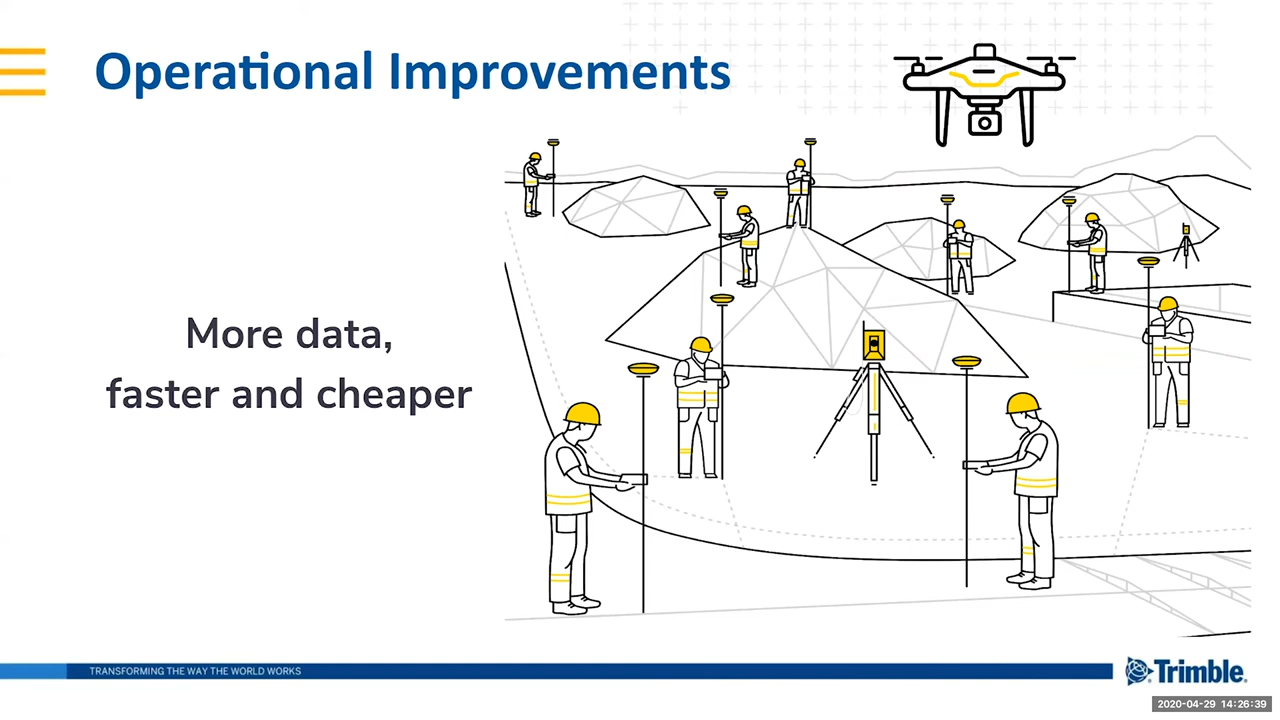 Operational Improvements
More data,
faster and cheaper
TRANSFORMING THE WAY THE WORLD WORKS
Trimble.
2020-04-29 14:26:39